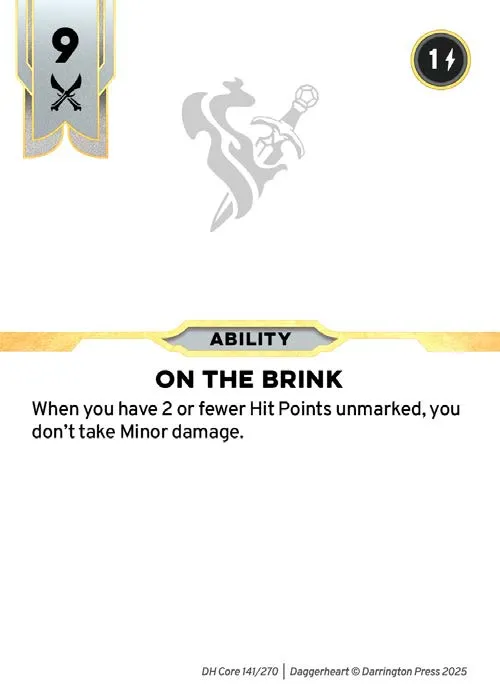 9
1
ABILITY
ON THE BRINK
When you have 2 or fewer Hit Points unmarked, you
don’t take Minor damage.
DH Core 141/270 | Daggerheart © Darrington Press 2025